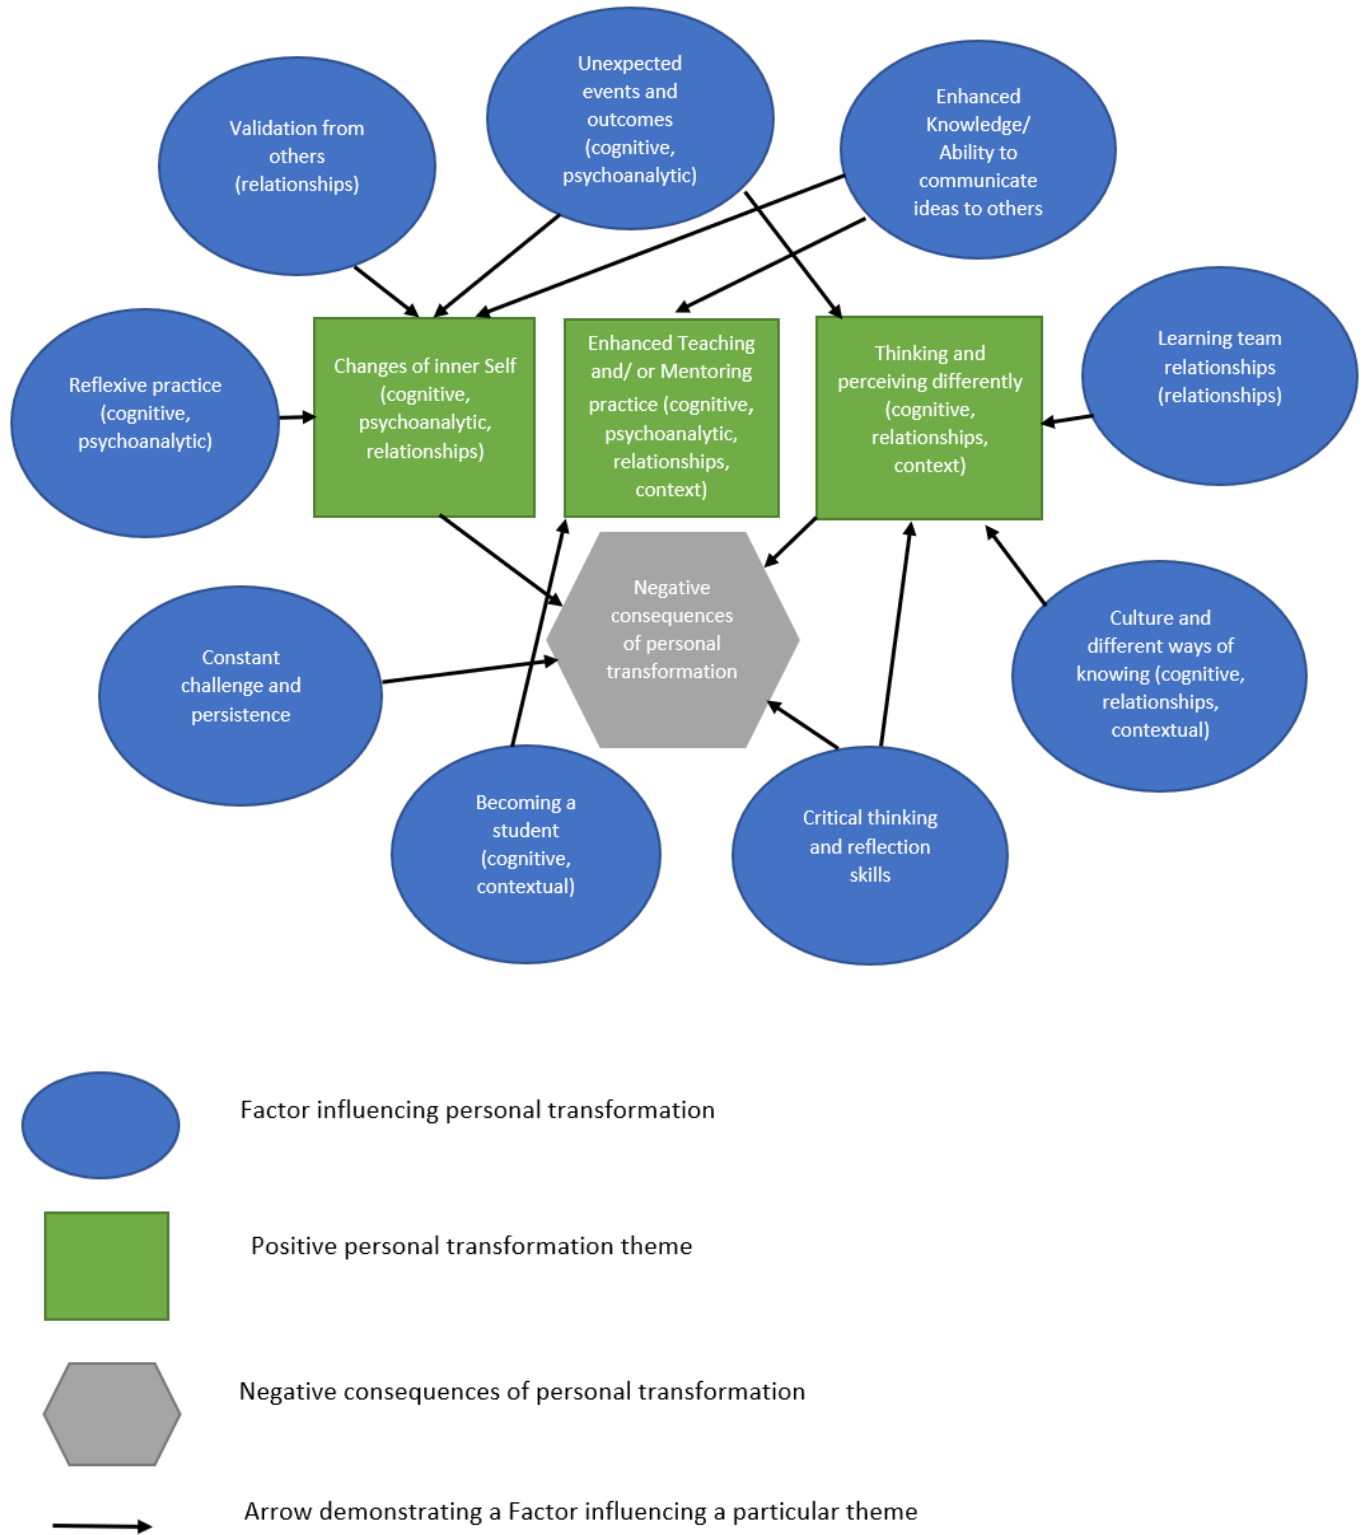 Validation from
others
(relationships)
Unexpected
events and
outcomes
(cognitive,
psychoanalytic)
Enhanced
Knowledge/
Ability to
communicate
ideas to others
Reflexive practice
(cognitive,
psychoanalytic)
Changes of inner Self
(cognitive,
psychoanalytic,
relationships)
Enhanced Teaching
and/ or Mentoring
practice (cognitive,
psychoanalytic,
relationships,
context)
Thinking and
perceiving differently
(cognitive,
relationships,
context)
Learning team
relationships
(relationships)
Constant
challenge and
persistence
Negative
consequences
of personal
transformation
Culture and
different ways of
knowing (cognitive,
relationships,
contextual)
Becoming a
student
(cognitive,
contextual)
Critical thinking
and reflection
skills
Factor influencing personal transformation
Positive personal transformation theme
Negative consequences of personal transformation
Arrow demonstrating a Factor influencing a particular theme